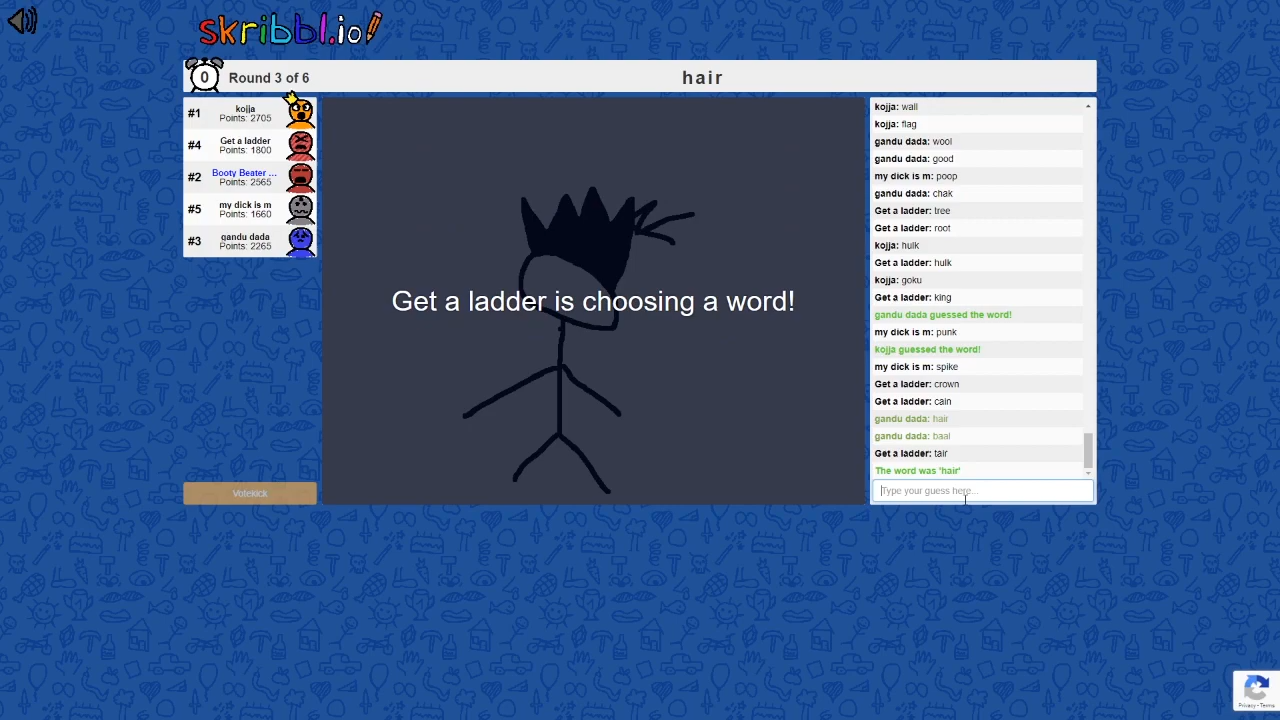 skribbl.io
0
Round 3 of 6
hair
#1
kojja
Points: 2705
#4
Get a ladder
Points: 1800
#2
Booty Beater ...
Points: 2565
#5
my dick is m
Points: 1660
#3
gandu dada
Points: 2265
Votekick
Get a ladder is choosing a word!
kojja: wall
kojja: flag
gandu dada: wool
gandu dada: good
my dick is m: poop
gandu dada: chak
Get a ladder: tree
Get a ladder: root
kojja: hulk
Get a ladder: hulk
kojja: goku
Get a ladder: king
gandu dada guessed the word!
my dick is m: punk
kojja guessed the word!
my dick is m: spike
Get a ladder: crown
Get a ladder: cain
gandu dada: hair
gandu dada: baal
Get a ladder: tair
The word was 'hair'
Type your guess here...
Privacy - Terms